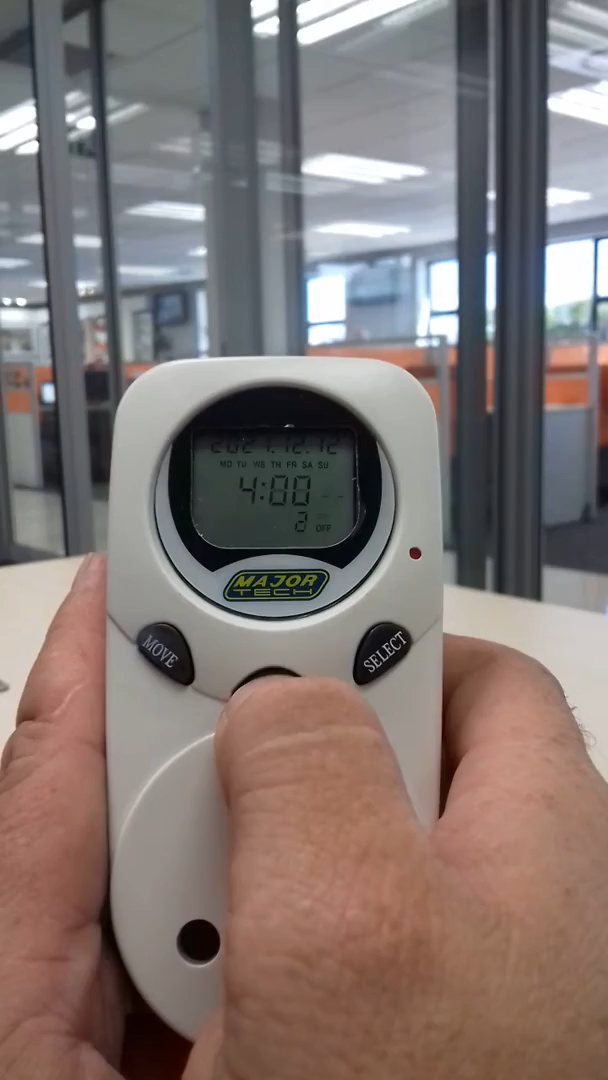 2021.12.12
MO TU WE TH FR SA SU
4:00 --
3 OFF
MAJOR
TECH
MOVE
SELECT